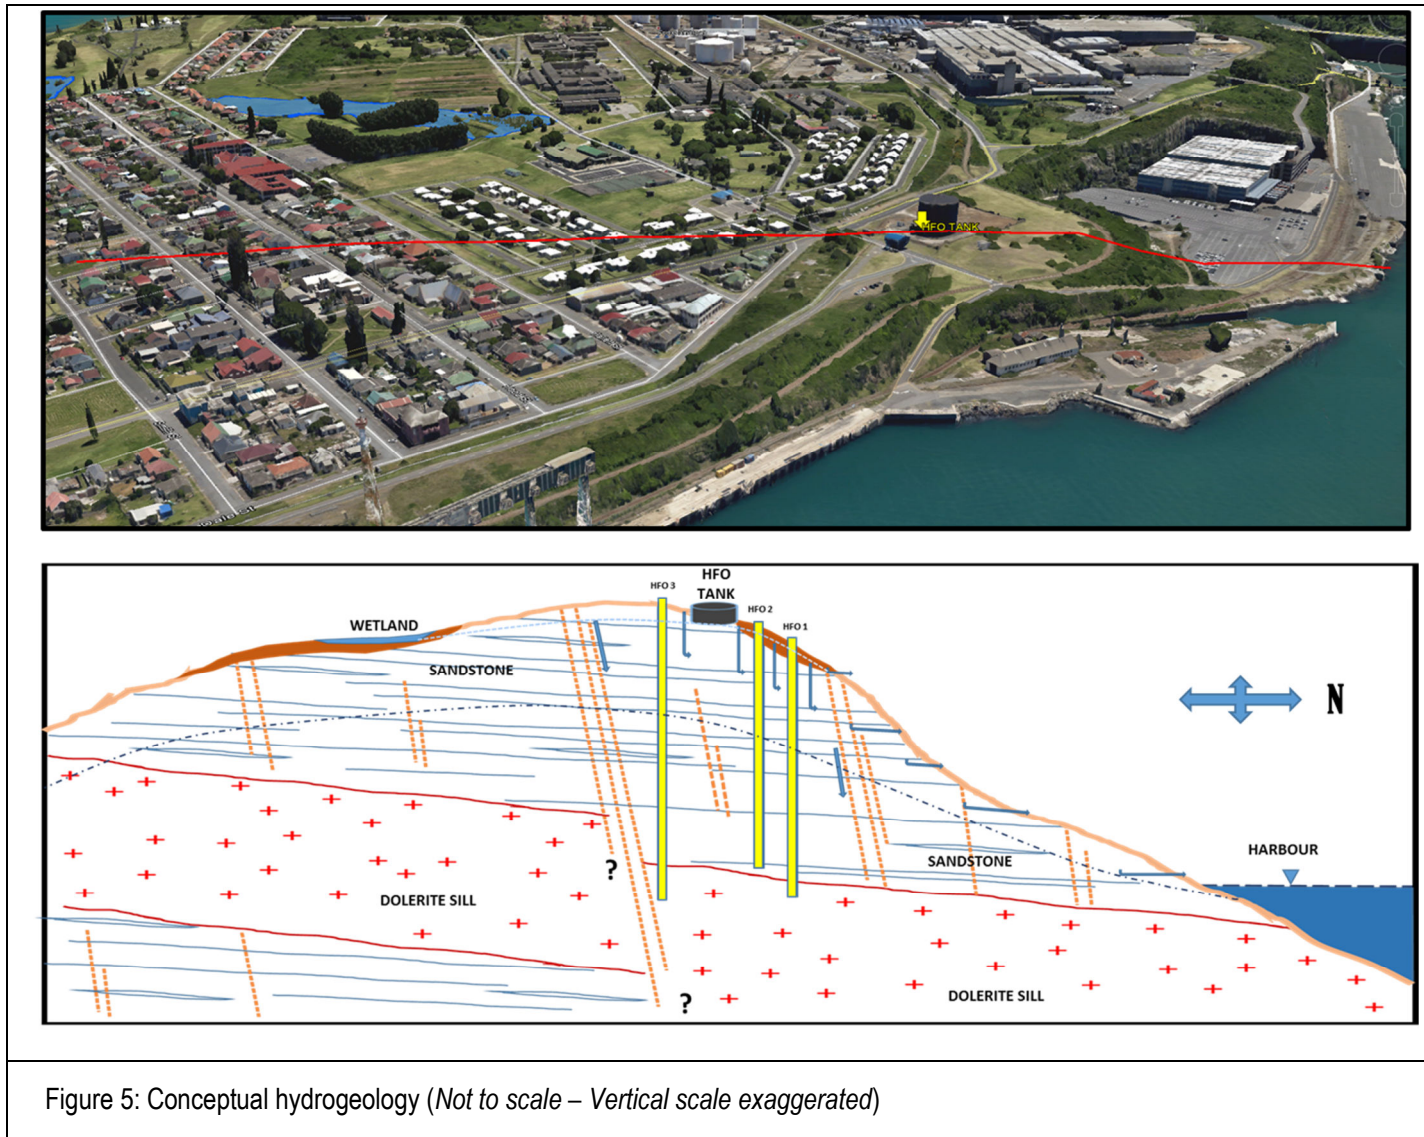 HFO TANK
HFO 3
HFO
TANK
HFO 2
HFO 1
WETLAND
SANDSTONE
N
?
SANDSTONE
HARBOUR
DOLERITE SILL
?
DOLERITE SILL
Figure 5: Conceptual hydrogeology (Not to scale – Vertical scale exaggerated)